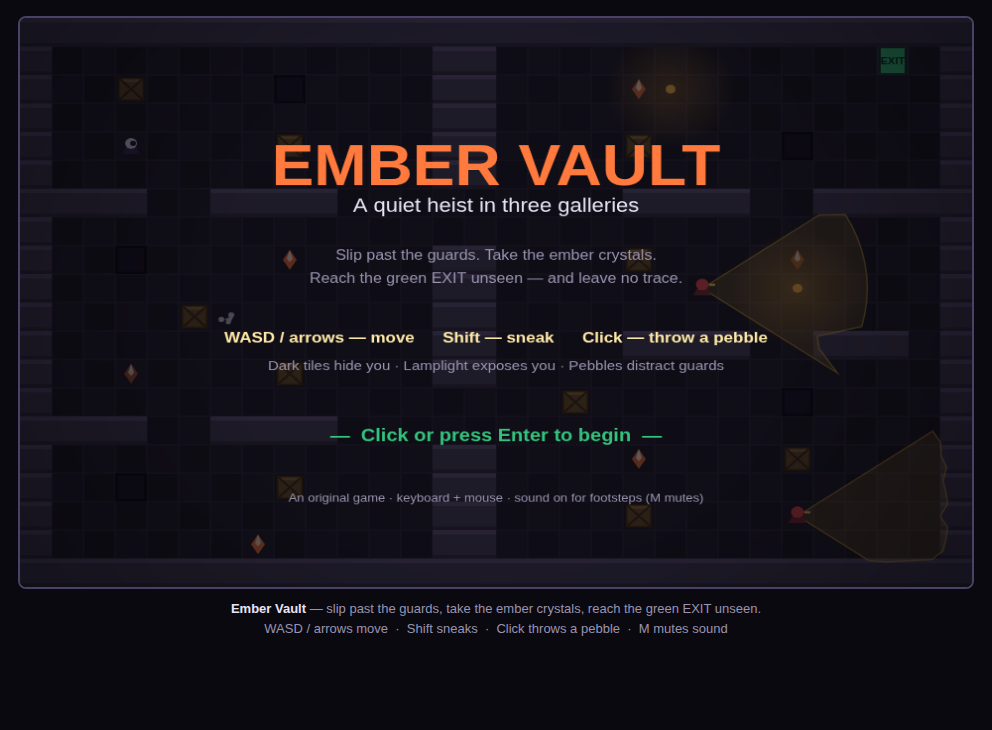 EXIT
EMBER VAULT
A quiet heist in three galleries
Slip past the guards. Take the ember crystals.
Reach the green EXIT unseen — and leave no trace.
WASD / arrows — move Shift — sneak Click — throw a pebble
Dark tiles hide you · Lamplight exposes you · Pebbles distract guards
— Click or press Enter to begin —
An original game · keyboard + mouse · sound on for footsteps (M mutes)
Ember Vault — slip past the guards, take the ember crystals, reach the green EXIT unseen.
WASD / arrows move · Shift sneaks · Click throws a pebble · M mutes sound